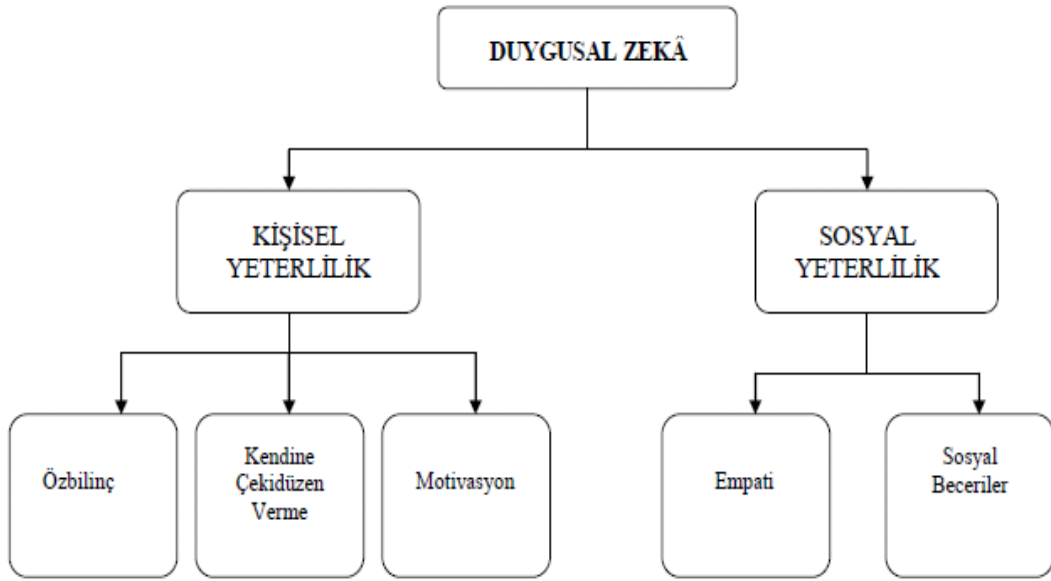 DUYGUSAL ZEKÂ
KİŞİSEL
YETERLİLİK
SOSYAL
YETERLİLİK
Özbilinç
Kendine
Çekidüzen
Verme
Motivasyon
Empati
Sosyal
Beceriler